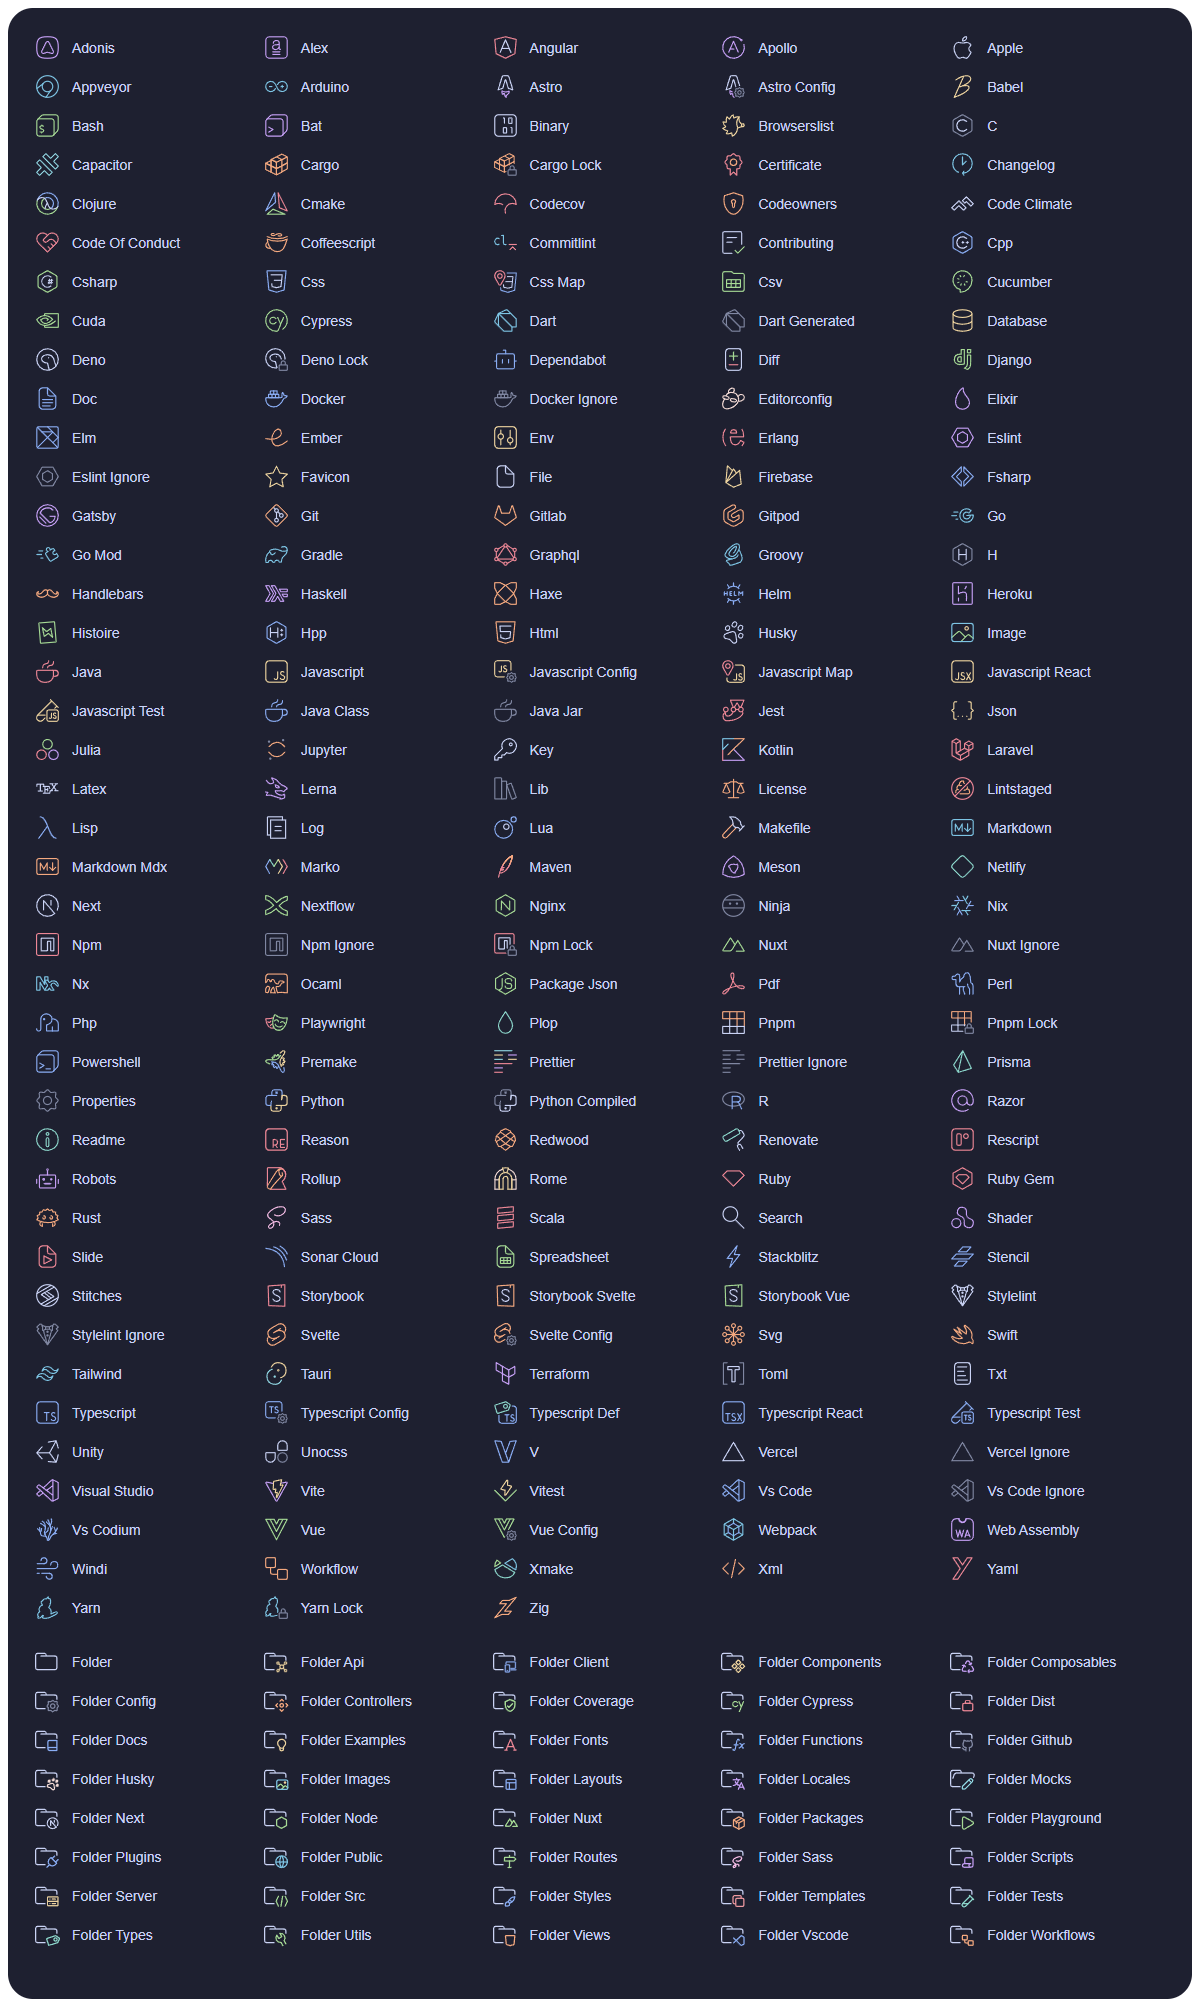 Adonis Alex Angular Apollo Apple
Appveyor Arduino Astro Astro Config Babel
Bash Bat Binary Browserslist C
Capacitor Cargo Cargo Lock Certificate Changelog
Clojure Cmake Codecov Codeowners Code Climate
Code Of Conduct Coffeescript Commitlint Contributing Cpp
Csharp Css Css Map Csv Cucumber
Cuda Cypress Dart Dart Generated Database
Deno Deno Lock Dependabot Diff Django
Doc Docker Docker Ignore Editorconfig Elixir
Elm Ember Env Erlang Eslint
Eslint Ignore Favicon File Firebase Fsharp
Gatsby Git Gitlab Gitpod Go
Go Mod Gradle Graphql Groovy H
Handlebars Haskell Haxe Helm Heroku
Histoire Hpp Html Husky Image
Java Javascript Javascript Config Javascript Map Javascript React
Javascript Test Java Class Java Jar Jest Json
Julia Jupyter Key Kotlin Laravel
Latex Lerna Lib License Lintstaged
Lisp Log Lua Makefile Markdown
Markdown Mdx Marko Maven Meson Netlify
Next Nextflow Nginx Ninja Nix
Npm Npm Ignore Npm Lock Nuxt Nuxt Ignore
Nx Ocaml Package Json Pdf Perl
Php Playwright Plop Pnpm Pnpm Lock
Powershell Premake Prettier Prettier Ignore Prisma
Properties Python Python Compiled R Razor
Readme Reason Redwood Renovate Rescript
Robots Rollup Rome Ruby Ruby Gem
Rust Sass Scala Search Shader
Slide Sonar Cloud Spreadsheet Stackblitz Stencil
Stitches Storybook Storybook Svelte Storybook Vue Stylelint
Stylelint Ignore Svelte Svelte Config Svg Swift
Tailwind Tauri Terraform Toml Txt
Typescript Typescript Config Typescript Def Typescript React Typescript Test
Unity Unocss V Vercel Vercel Ignore
Visual Studio Vite Vitest Vs Code Vs Code Ignore
Vs Codium Vue Vue Config Webpack Web Assembly
Windi Workflow Xmake Xml Yaml
Yarn Yarn Lock Zig
Folder Folder Api Folder Client Folder Components Folder Composables
Folder Config Folder Controllers Folder Coverage Folder Cypress Folder Dist
Folder Docs Folder Examples Folder Fonts Folder Functions Folder Github
Folder Husky Folder Images Folder Layouts Folder Locales Folder Mocks
Folder Next Folder Node Folder Nuxt Folder Packages Folder Playground
Folder Plugins Folder Public Folder Routes Folder Sass Folder Scripts
Folder Server Folder Src Folder Styles Folder Templates Folder Tests
Folder Types Folder Utils Folder Views Folder Vscode Folder Workflows